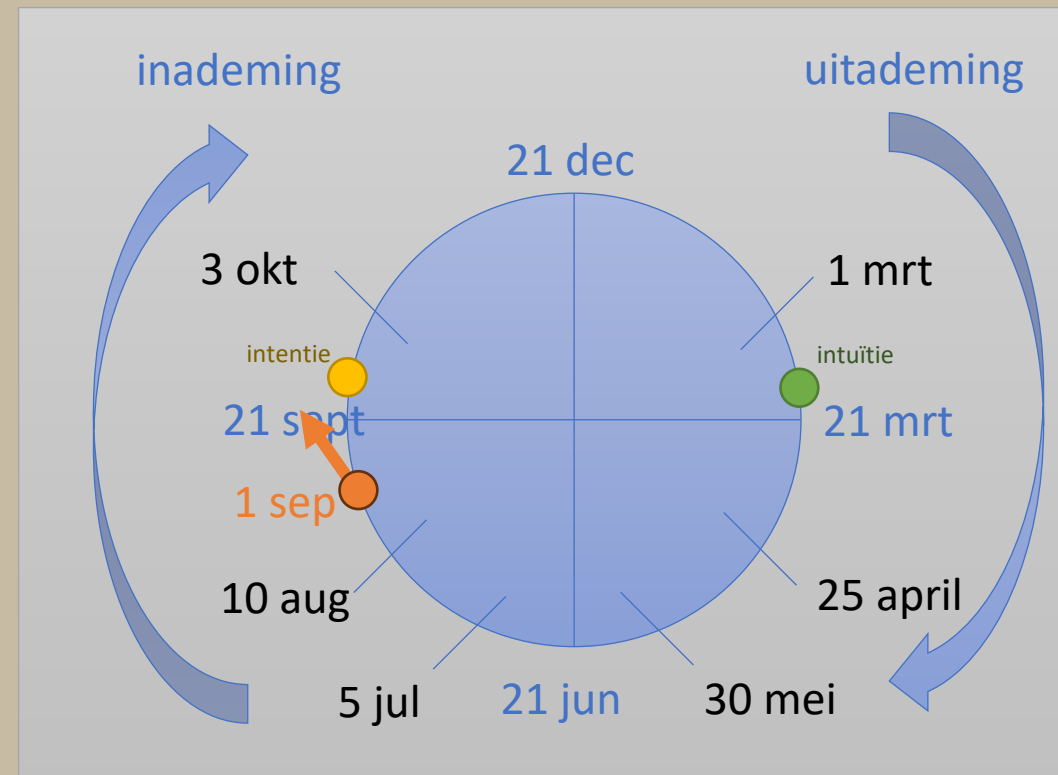 inademing
uitademing
21 dec
3 okt
1 mrt
intentie
intuïtie
21 sept
21 mrt
1 sep
10 aug
25 april
5 jul
21 jun
30 mei